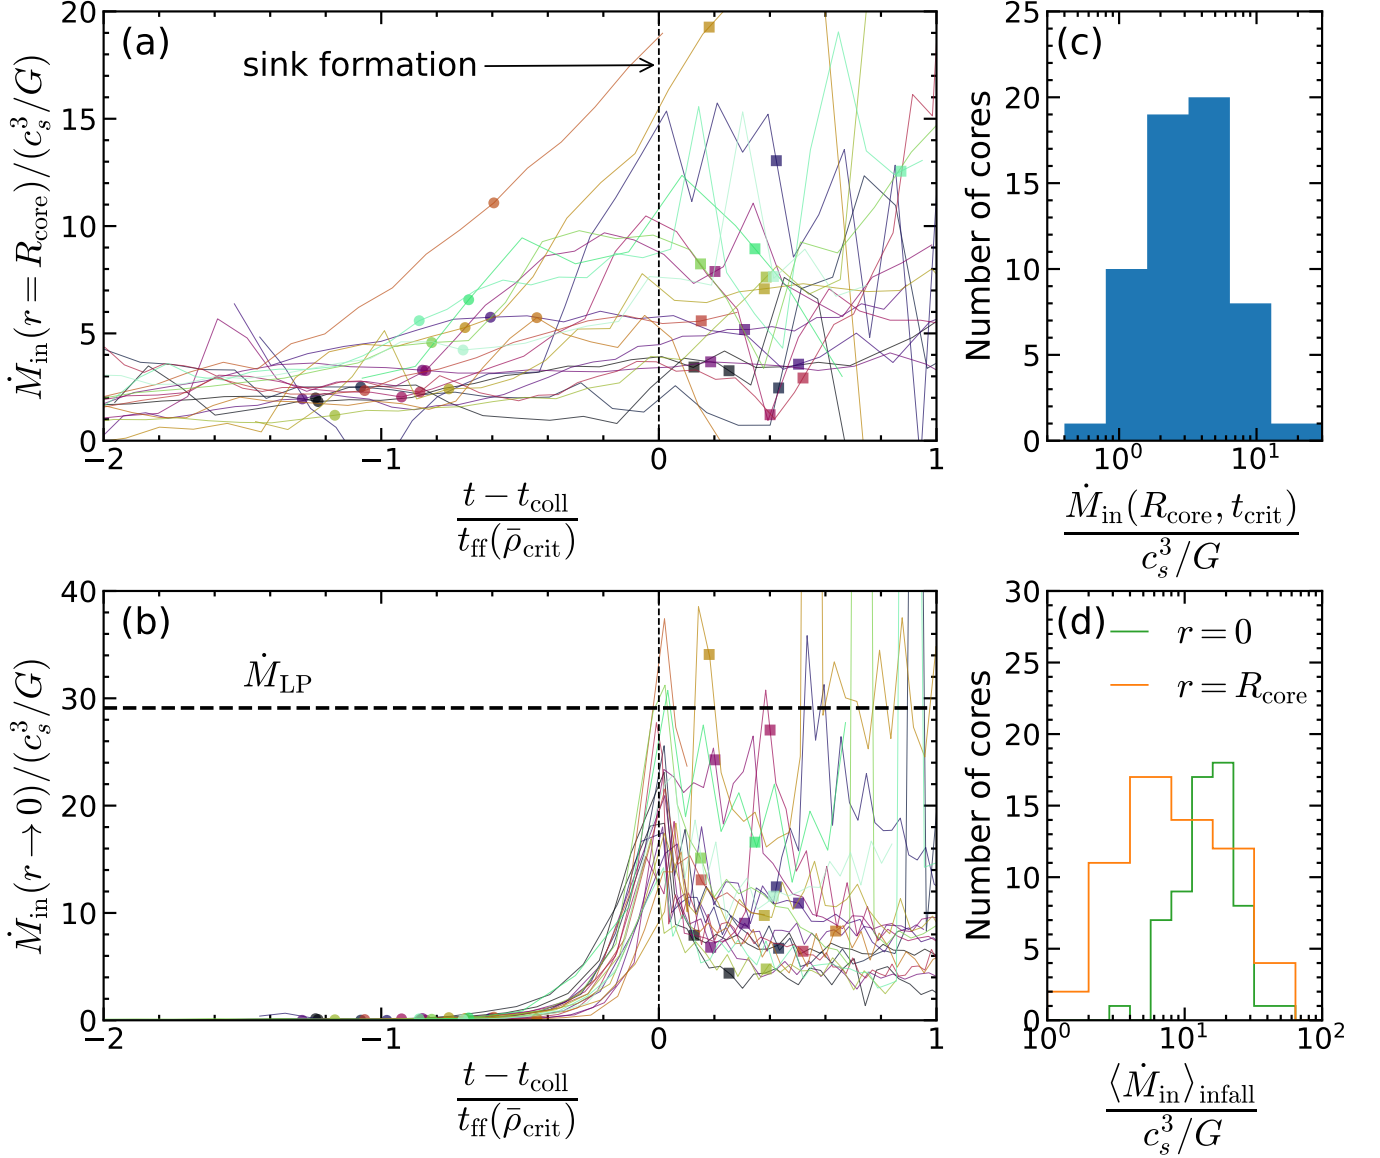 (a)
sink formation
20
15
10
5
0
−2
−1
0
1
Ṁ_in(r = R_core)/(c_s^3/G)
t − t_coll
t_ff(ρ̄_crit)
(c)
25
20
15
10
5
0
10^0
10^1
Number of cores
Ṁ_in(R_core, t_crit)
c_s^3/G
(b)
Ṁ_LP
40
30
20
10
0
−2
−1
0
1
Ṁ_in(r → 0)/(c_s^3/G)
t − t_coll
t_ff(ρ̄_crit)
(d)
r = 0
r = R_core
30
25
20
15
10
5
0
10^0
10^1
10^2
Number of cores
⟨Ṁ_in⟩_infall
c_s^3/G